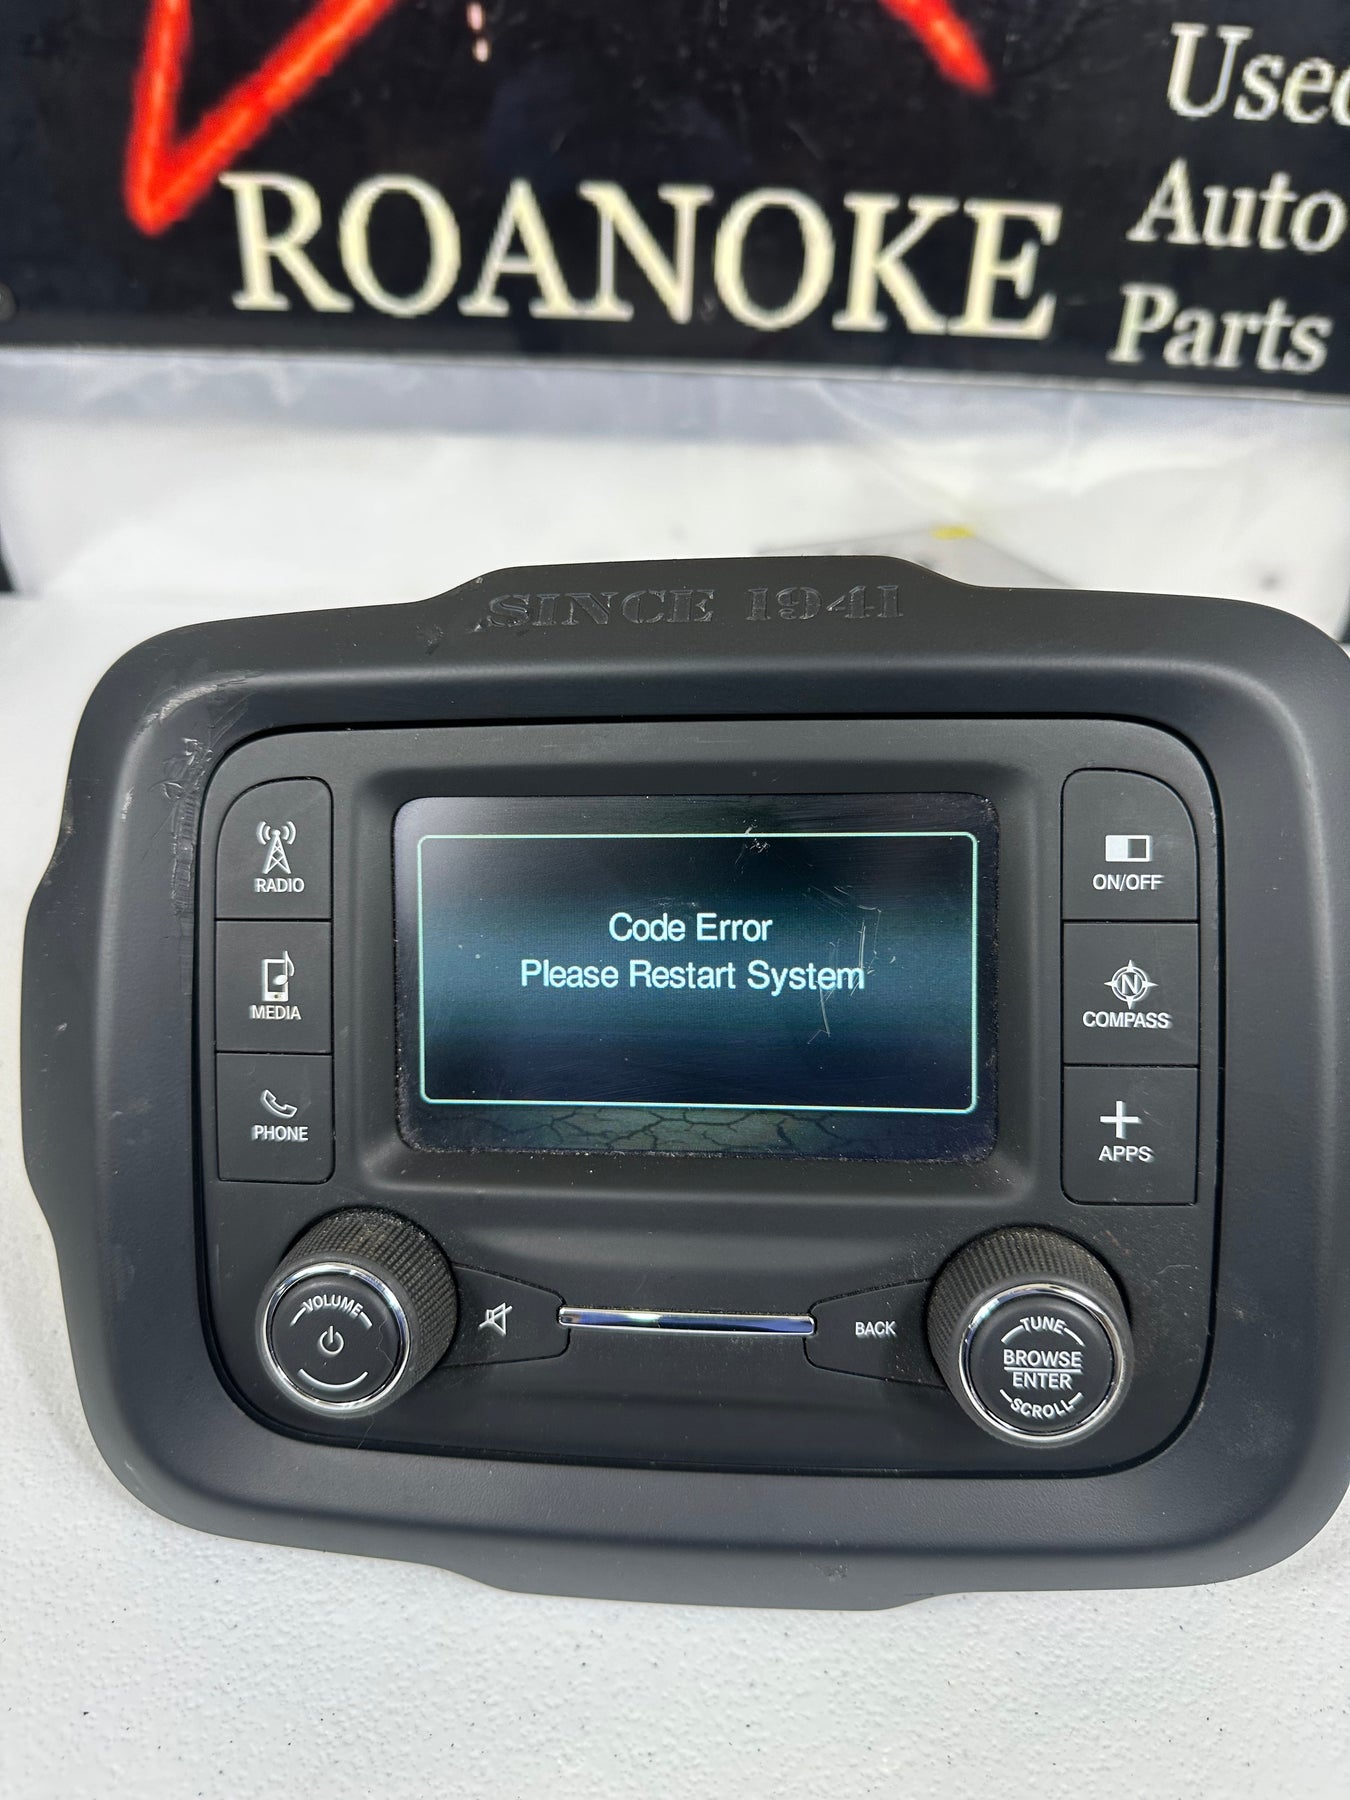 Used
Auto
ROANOKE
Parts
SINCE 1941
RADIO
ON/OFF
Code Error
Please Restart System
MEDIA
N
COMPASS
PHONE
APPS
VOLUME
BACK
TUNE
BROWSE
ENTER
SCROLL